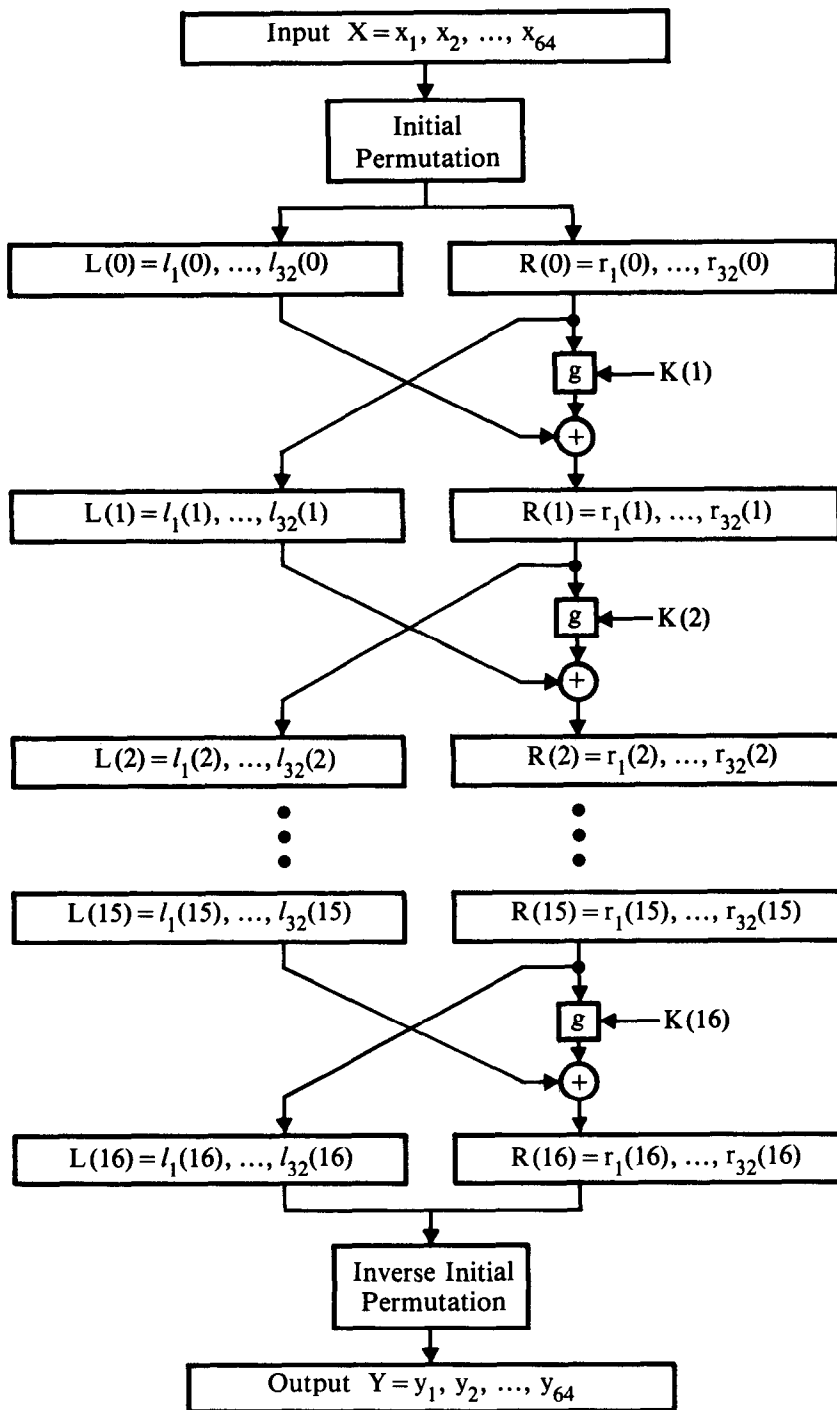 Input X = x₁, x₂, ..., x₆₄
Initial
Permutation
L(0) = l₁(0), ..., l₃₂(0)
R(0) = r₁(0), ..., r₃₂(0)
g
K(1)
+
L(1) = l₁(1), ..., l₃₂(1)
R(1) = r₁(1), ..., r₃₂(1)
g
K(2)
+
L(2) = l₁(2), ..., l₃₂(2)
R(2) = r₁(2), ..., r₃₂(2)
L(15) = l₁(15), ..., l₃₂(15)
R(15) = r₁(15), ..., r₃₂(15)
g
K(16)
+
L(16) = l₁(16), ..., l₃₂(16)
R(16) = r₁(16), ..., r₃₂(16)
Inverse Initial
Permutation
Output Y = y₁, y₂, ..., y₆₄